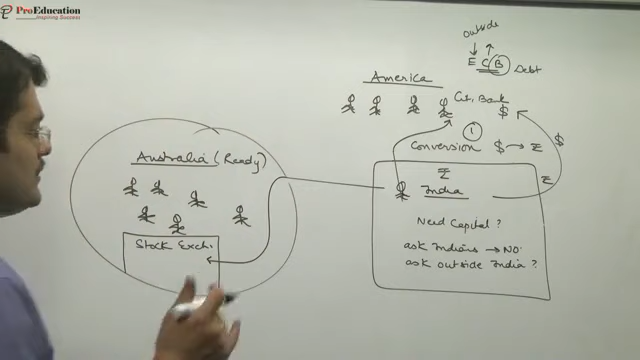 ProEducation
Inspiring Success
outside
E C B Debt
America
Cit. Bank
$
①
Conversion $ → ₹
$
₹
Australia (Ready)
₹
India
Need Capital ?
Stock Exch.
ask Indians → NO.
ask outside India ?